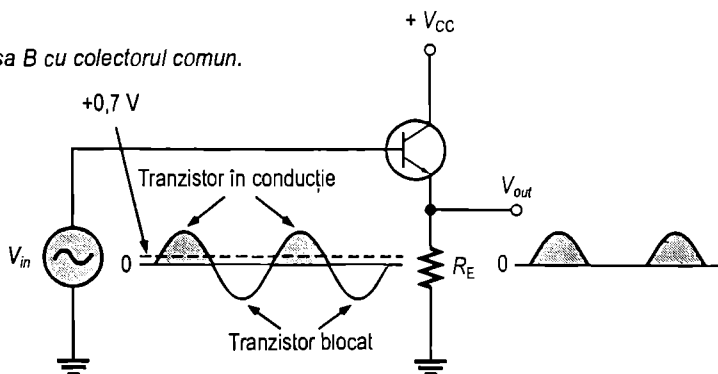 + V_CC
sa B cu colectorul comun.
+0,7 V
Tranzistor în conducție
V_out
V_in
0
R_E
0
Tranzistor blocat